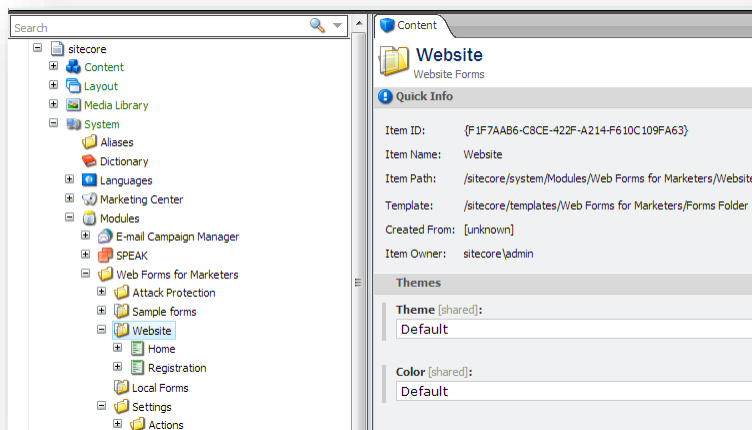 Search
sitecore
Content
Layout
Media Library
System
Aliases
Dictionary
Languages
Marketing Center
Modules
E-mail Campaign Manager
SPEAK
Web Forms for Marketers
Attack Protection
Sample forms
Website
Home
Registration
Local Forms
Settings
Actions
Content
Website
Website Forms
Quick Info
Item ID: {F1F7AAB6-C8CE-422F-A214-F610C109FA63}
Item Name: Website
Item Path: /sitecore/system/Modules/Web Forms for Marketers/Website
Template: /sitecore/templates/Web Forms for Marketers/Forms Folder
Created From: [unknown]
Item Owner: sitecore\admin
Themes
Theme [shared]:
Default
Color [shared]:
Default